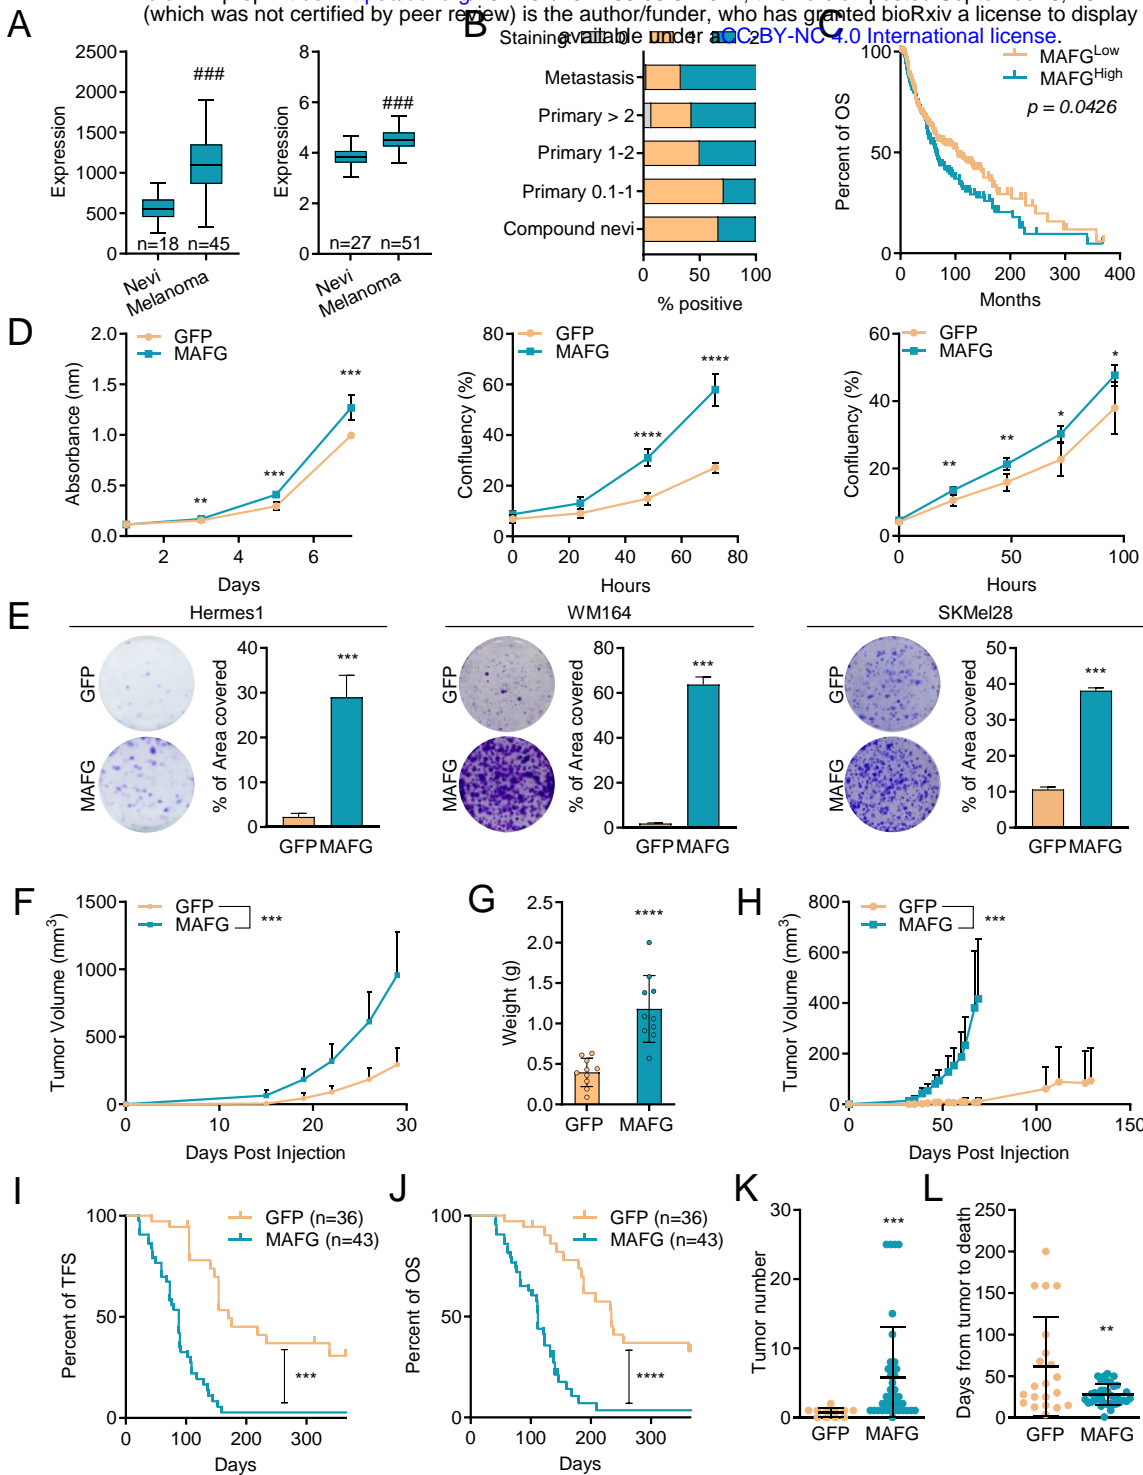 (which was not certified by peer review) is the author/funder, who has granted bioRxiv a license to display
available under aCC-BY-NC 4.0 International license.
A
2500
2000
1500
1000
500
0
Expression
###
n=18 n=45
Nevi
Melanoma
6
4
2
0
Expression
###
n=27 n=51
Nevi
Melanoma
B
Staining: 0 1 2
Metastasis
Primary > 2
Primary 1-2
Primary 0.1-1
Compound nevi
0 50 100
% positive
C
100
50
0
Percent of OS
MAFGLow
MAFGHigh
p = 0.0426
0 100 200 300 400
Months
D
2.0
1.5
1.0
0.5
0.0
Absorbance (nm)
GFP
MAFG
** *** ***
2 4 6
Days
80
60
40
20
0
Confluency (%)
GFP
MAFG
**** ****
0 20 40 60 80
Hours
60
40
20
0
Confluency (%)
GFP
MAFG
** ** * *
0 50 100
Hours
E
Hermes1
GFP
MAFG
% of Area covered
40
30
20
10
0
***
GFP MAFG
WM164
GFP
MAFG
% of Area covered
80
60
40
20
0
***
GFP MAFG
SKMel28
GFP
MAFG
% of Area covered
50
40
30
20
10
0
***
GFP MAFG
F
1500
1000
500
0
Tumor Volume (mm3)
GFP
MAFG
***
0 10 20 30
Days Post Injection
G
2.5
2.0
1.5
1.0
0.5
0.0
Weight (g)
****
GFP MAFG
H
800
600
400
200
0
Tumor Volume (mm3)
GFP
MAFG
***
0 50 100 150
Days Post Injection
I
100
50
0
Percent of TFS
GFP (n=36)
MAFG (n=43)
***
0 100 200 300
Days
J
100
50
0
Percent of OS
GFP (n=36)
MAFG (n=43)
****
0 100 200 300
Days
K
30
20
10
0
Tumor number
***
GFP MAFG
L
250
200
150
100
50
0
Days from tumor to death
**
GFP MAFG